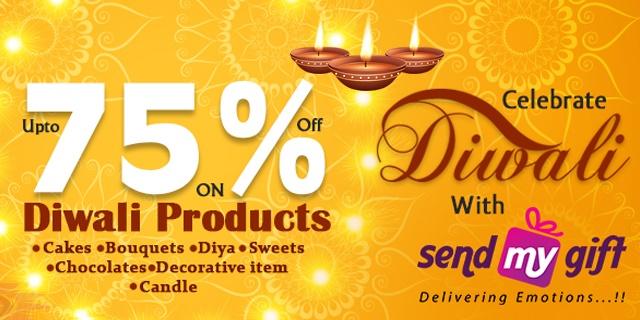 Upto 75% Off
ON
Diwali Products
•Cakes •Bouquets •Diya •Sweets
•Chocolates•Decorative item
•Candle
Celebrate
Diwali
With
send my gift
Delivering Emotions...!!